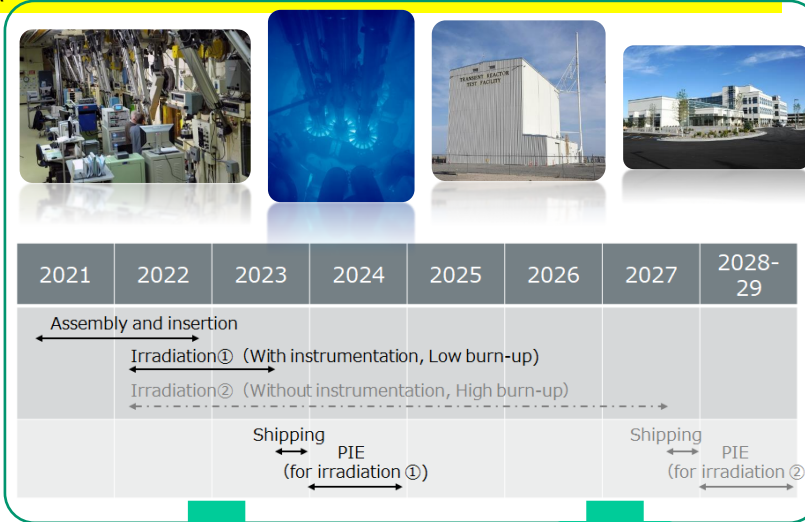 TRANSIENT REACTOR
TEST FACILITY
2021 2022 2023 2024 2025 2026 2027 2028-
29
Assembly and insertion
Irradiation① (With instrumentation, Low burn-up)
Irradiation② (Without instrumentation, High burn-up)
Shipping Shipping
PIE PIE
(for irradiation ①) (for irradiation ②)